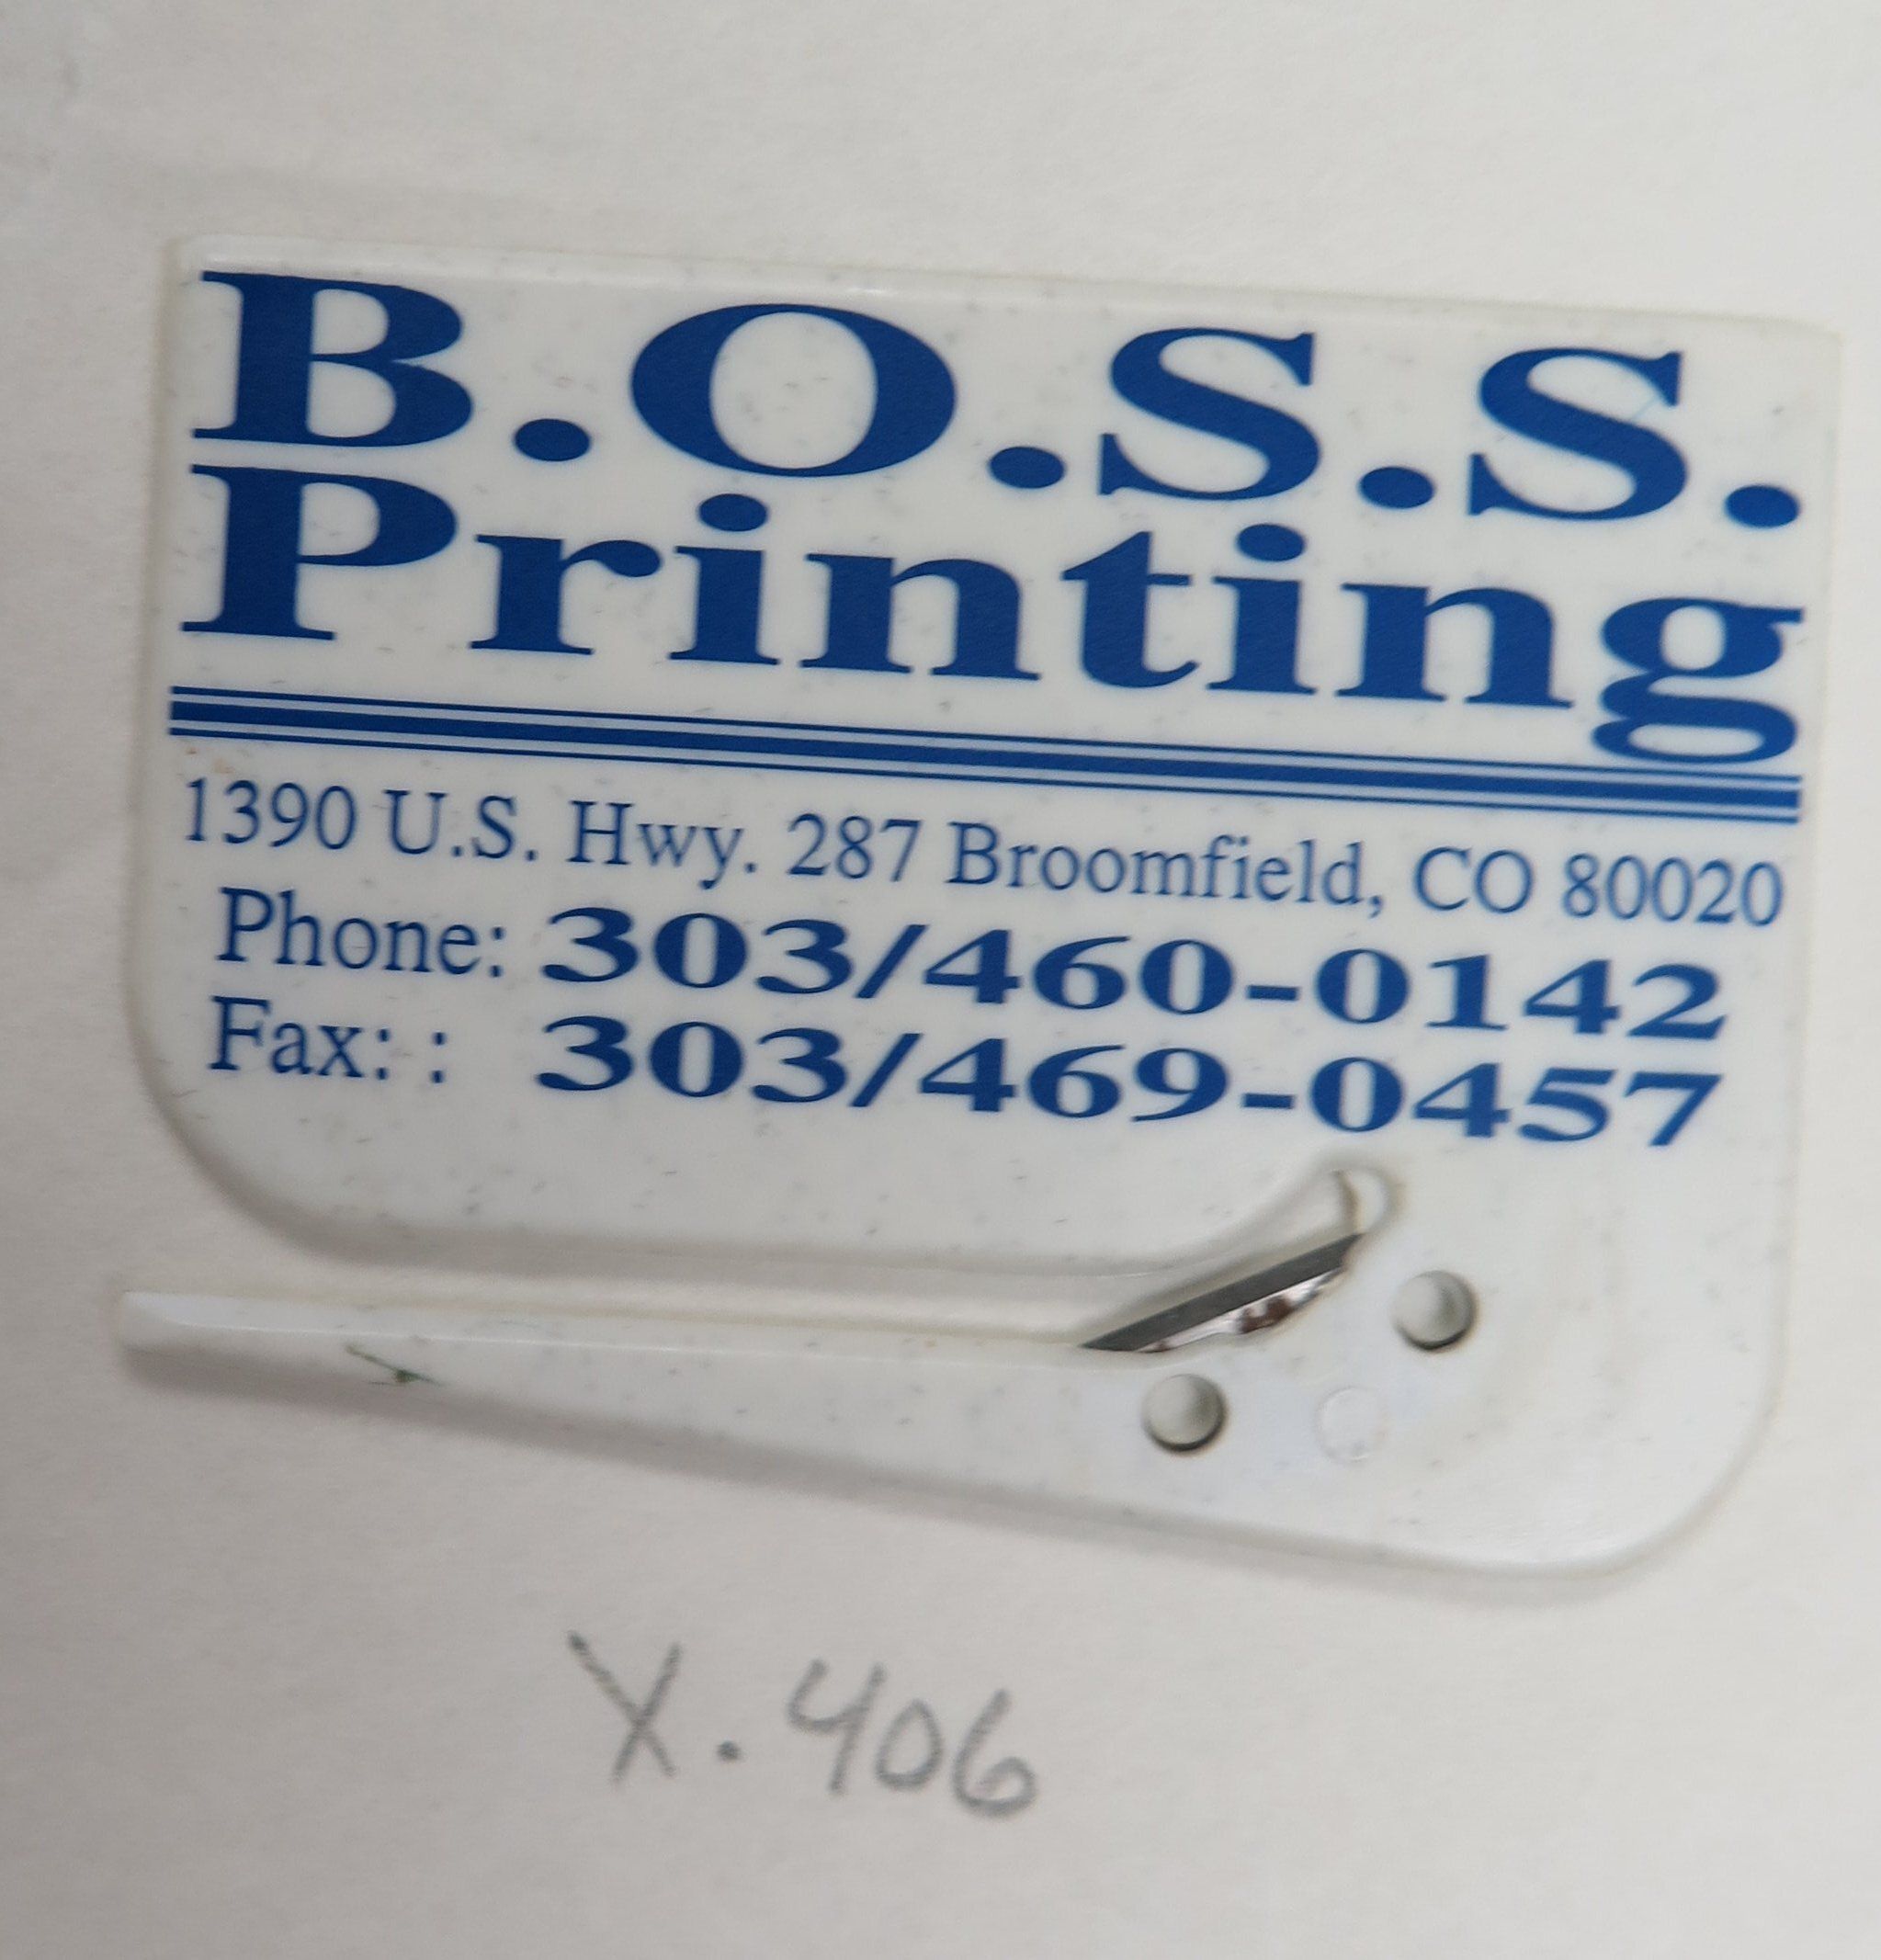 B.O.S.S.
Printing
1390 U.S. Hwy. 287 Broomfield, CO 80020
Phone: 303/460-0142
Fax: : 303/469-0457
X.406